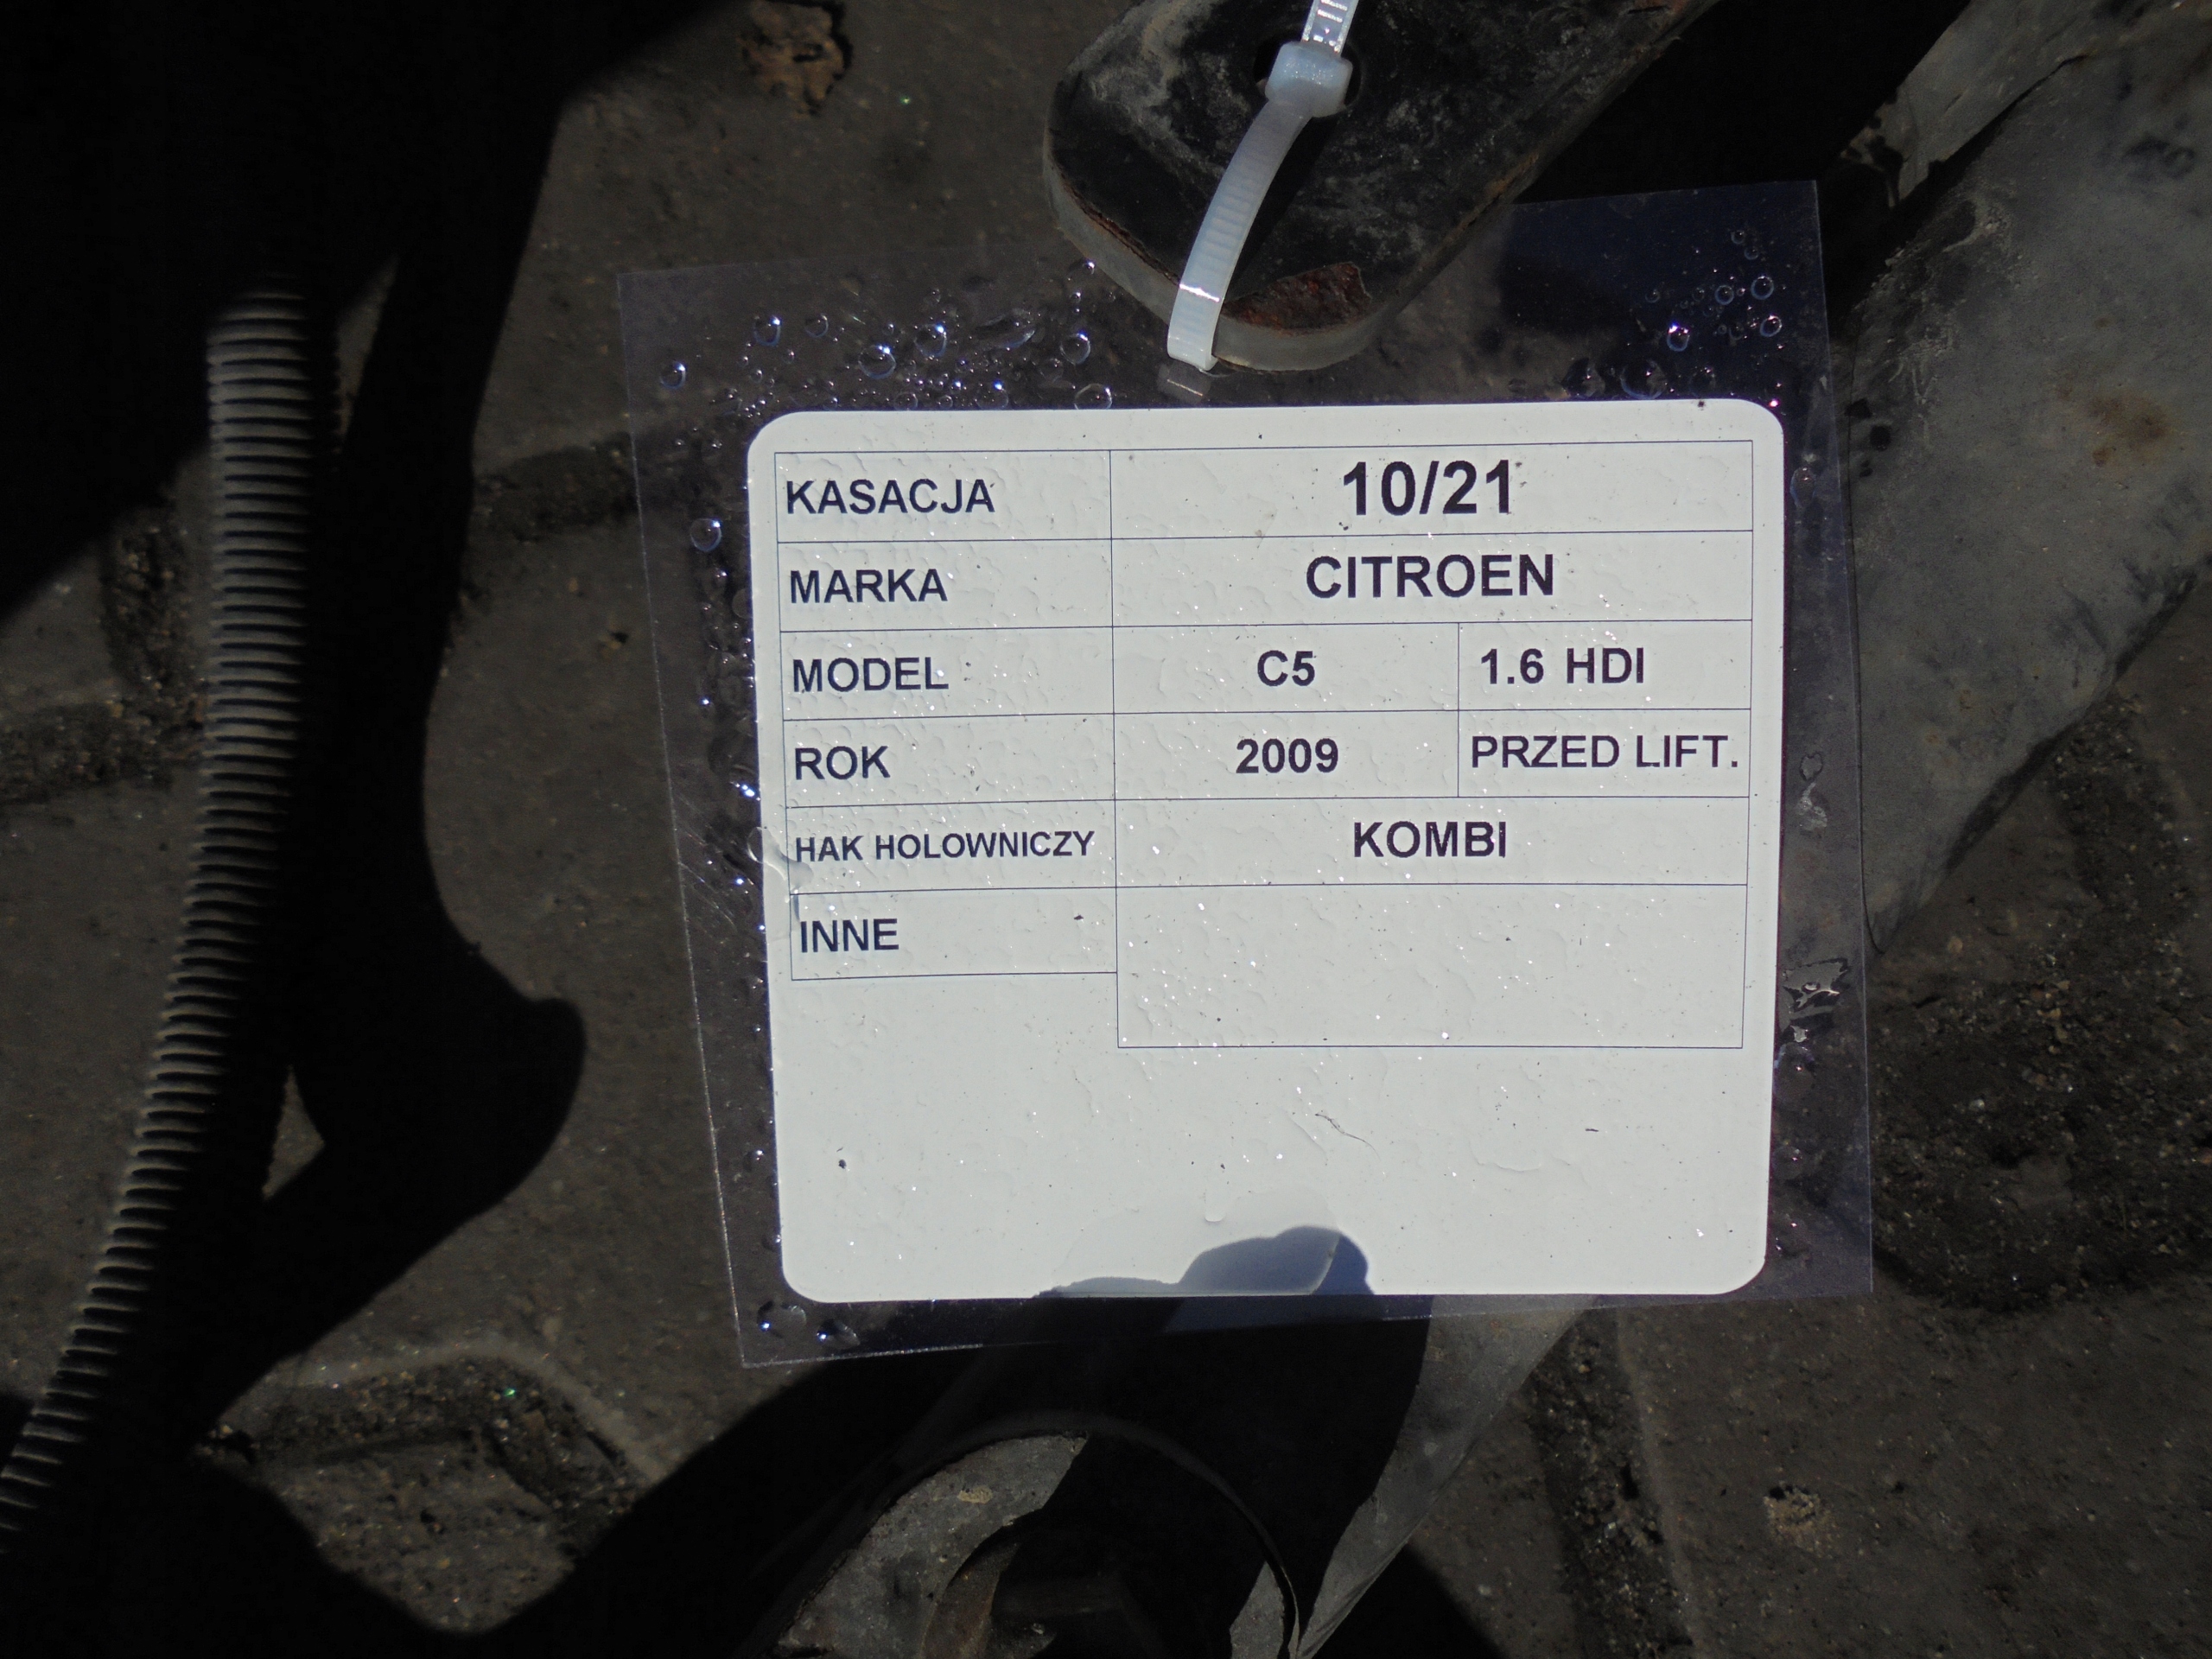 KASACJA 10/21
MARKA CITROEN
MODEL C5 1.6 HDI
ROK 2009 PRZED LIFT.
HAK HOLOWNICZY KOMBI
INNE